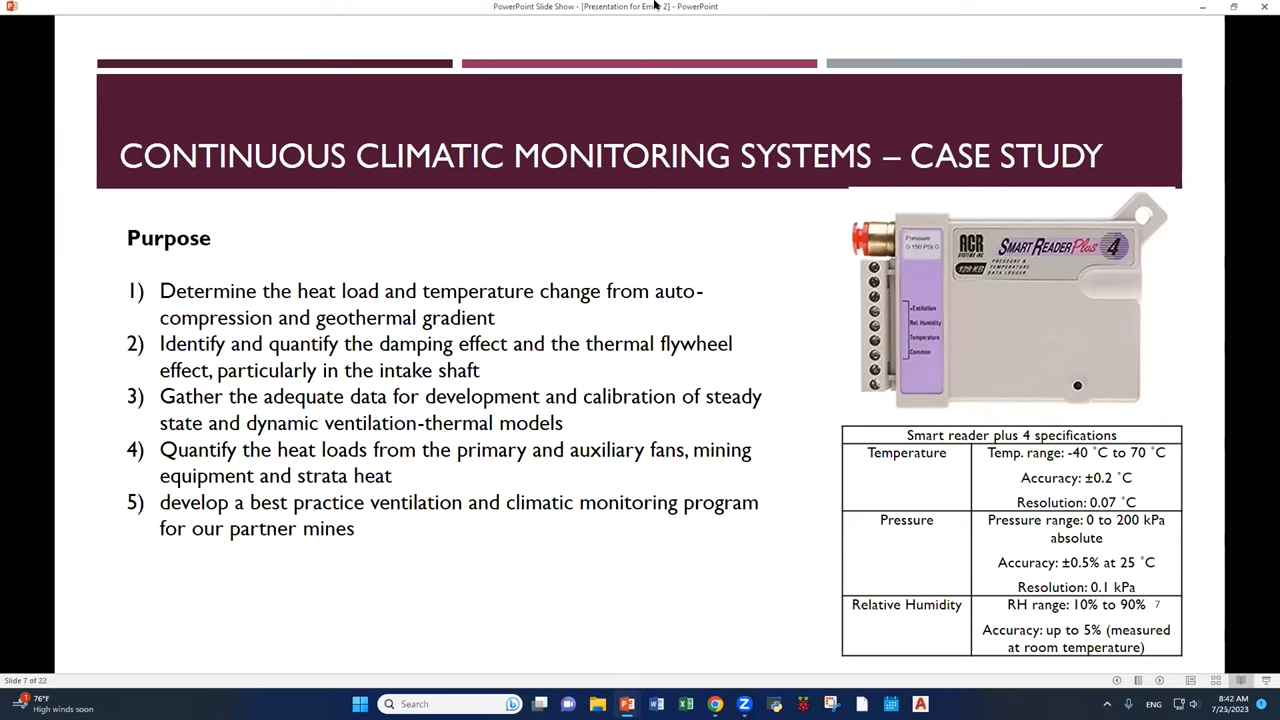 PowerPoint Slide Show - [Presentation for Em 2] - PowerPoint
CONTINUOUS CLIMATIC MONITORING SYSTEMS – CASE STUDY
Purpose
1) Determine the heat load and temperature change from auto-
compression and geothermal gradient
2) Identify and quantify the damping effect and the thermal flywheel
effect, particularly in the intake shaft
3) Gather the adequate data for development and calibration of steady
state and dynamic ventilation-thermal models
4) Quantify the heat loads from the primary and auxiliary fans, mining
equipment and strata heat
5) develop a best practice ventilation and climatic monitoring program
for our partner mines
Pressure
0-150 PSI G
ACR
SYSTEMS INC
SMARTREADER Plus 4
128 KB
PRESSURE &
TEMPERATURE
DATA LOGGER
+Excitation
Rel. Humidity
Temperature
Common
Smart reader plus 4 specifications
Temperature
Temp. range: -40 ˚C to 70 ˚C
Accuracy: ±0.2 ˚C
Resolution: 0.07 ˚C
Pressure
Pressure range: 0 to 200 kPa
absolute
Accuracy: ±0.5% at 25 ˚C
Resolution: 0.1 kPa
Relative Humidity
RH range: 10% to 90%
7
Accuracy: up to 5% (measured
at room temperature)
Slide 7 of 22
1
76°F
High winds soon
Search
ENG
8:42 AM
7/25/2023
1